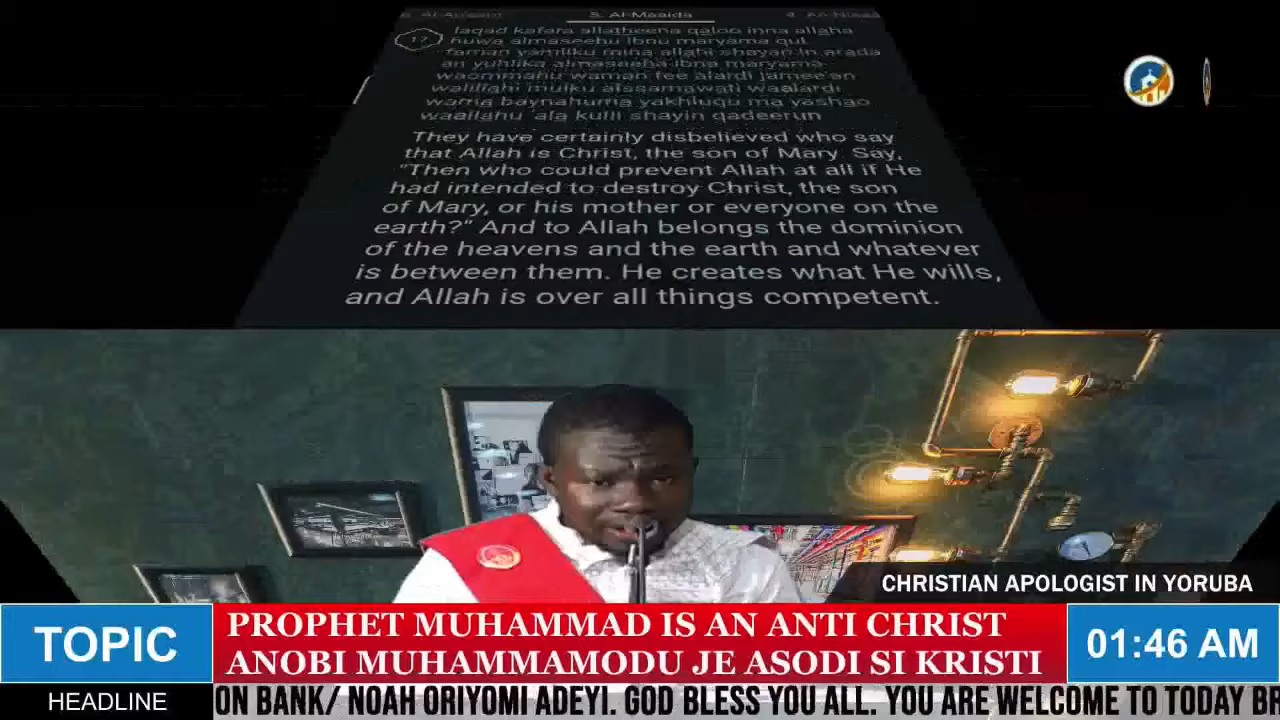 5. Al-Maaida
laqad kafara allatheena qaloo inna allaha
huwa almaseehu ibnu maryama qul
faman yamliku mina allahi shayan in arada
an yuhlika almaseeha ibna maryama
waommahu waman fee alardi jamee'an
walillahi mulku alssamawati waalardi
wama baynahuma yakhluqu ma yashao
waallahu 'ala kulli shayin qadeerun
They have certainly disbelieved who say
that Allah is Christ, the son of Mary. Say,
"Then who could prevent Allah at all if He
had intended to destroy Christ, the son
of Mary, or his mother or everyone on the
earth?" And to Allah belongs the dominion
of the heavens and the earth and whatever
is between them. He creates what He wills,
and Allah is over all things competent.
CHRISTIAN APOLOGIST IN YORUBA
TOPIC
PROPHET MUHAMMAD IS AN ANTI CHRIST
ANOBI MUHAMMAMODU JE ASODI SI KRISTI
01:46 AM
HEADLINE
ON BANK/ NOAH ORIYOMI ADEYI. GOD BLESS YOU ALL. YOU ARE WELCOME TO TODAY BR